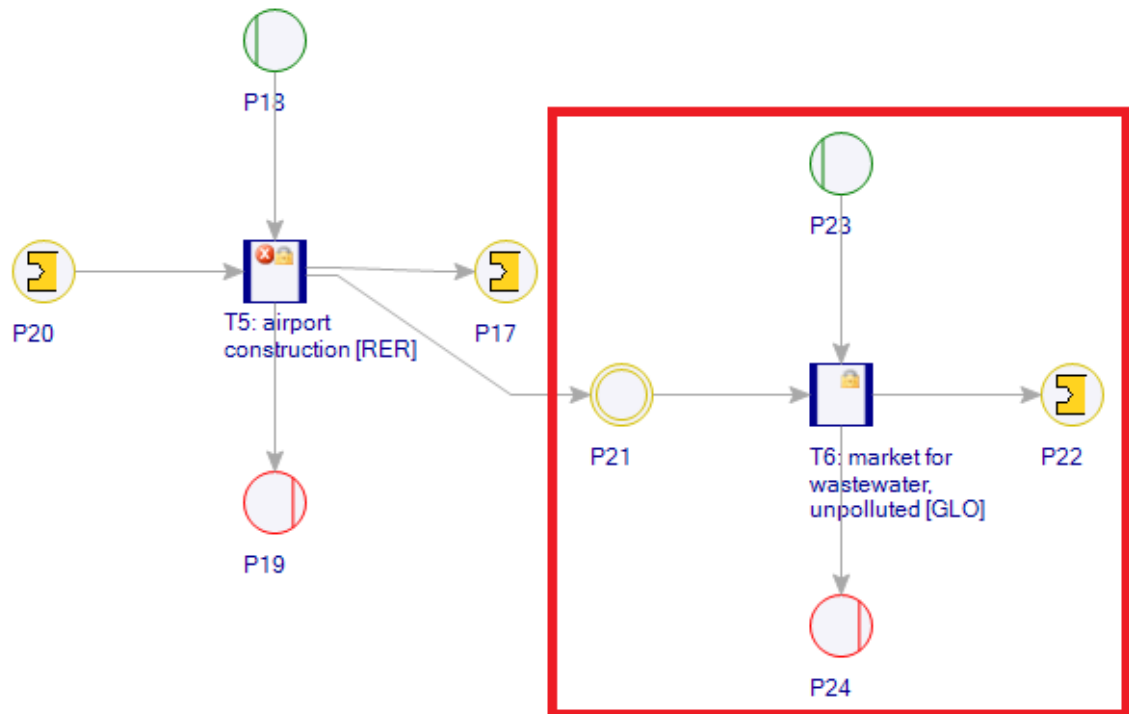 P18
P23
P20
T5: airport
construction [RER]
P17
P21
T6: market for
wastewater,
unpolluted [GLO]
P22
P19
P24